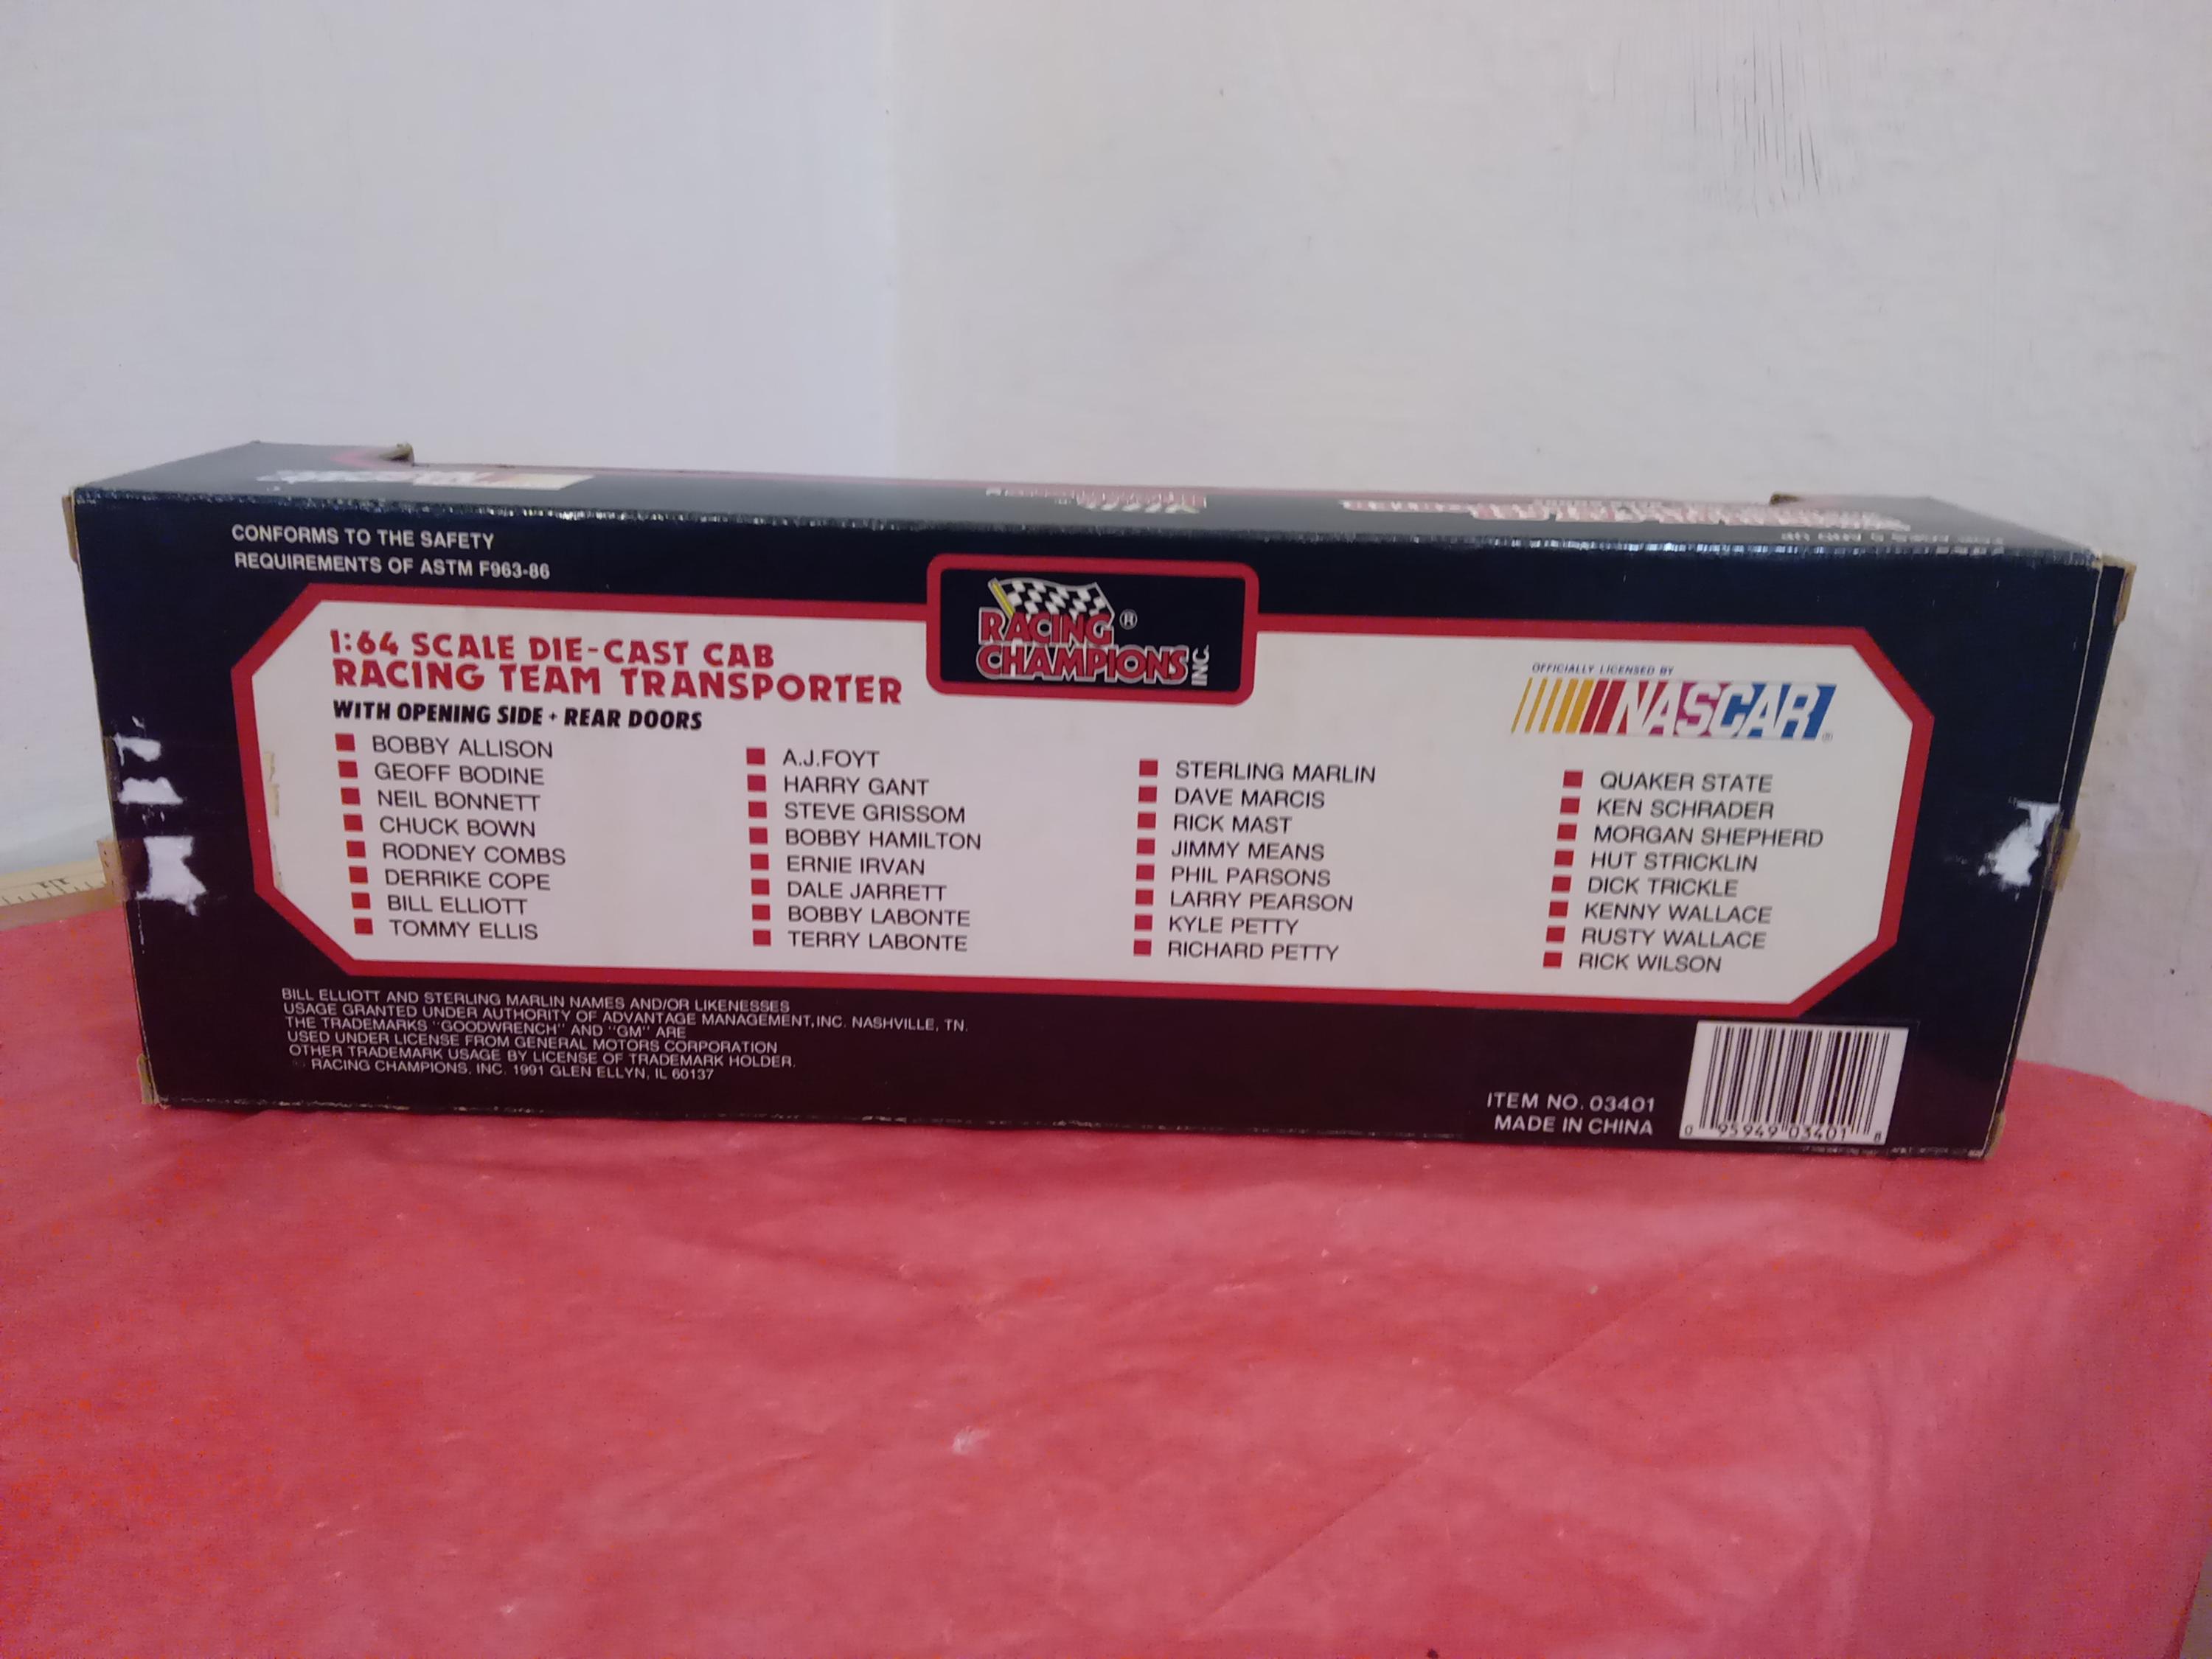 CONFORMS TO THE SAFETY
REQUIREMENTS OF ASTM F963-86
RACING ®
CHAMPIONS INC.
1:64 SCALE DIE-CAST CAB
RACING TEAM TRANSPORTER
WITH OPENING SIDE + REAR DOORS
OFFICIALLY LICENSED BY
NASCAR ®
BOBBY ALLISON
GEOFF BODINE
NEIL BONNETT
CHUCK BOWN
RODNEY COMBS
DERRIKE COPE
BILL ELLIOTT
TOMMY ELLIS
A.J.FOYT
HARRY GANT
STEVE GRISSOM
BOBBY HAMILTON
ERNIE IRVAN
DALE JARRETT
BOBBY LABONTE
TERRY LABONTE
STERLING MARLIN
DAVE MARCIS
RICK MAST
JIMMY MEANS
PHIL PARSONS
LARRY PEARSON
KYLE PETTY
RICHARD PETTY
QUAKER STATE
KEN SCHRADER
MORGAN SHEPHERD
HUT STRICKLIN
DICK TRICKLE
KENNY WALLACE
RUSTY WALLACE
RICK WILSON
BILL ELLIOTT AND STERLING MARLIN NAMES AND/OR LIKENESSES
USAGE GRANTED UNDER AUTHORITY OF ADVANTAGE MANAGEMENT,INC. NASHVILLE, TN.
THE TRADEMARKS "GOODWRENCH" AND "GM" ARE
USED UNDER LICENSE FROM GENERAL MOTORS CORPORATION
OTHER TRADEMARK USAGE BY LICENSE OF TRADEMARK HOLDER.
© RACING CHAMPIONS, INC. 1991 GLEN ELLYN, IL 60137
ITEM NO. 03401
MADE IN CHINA
0 95949 03401 8